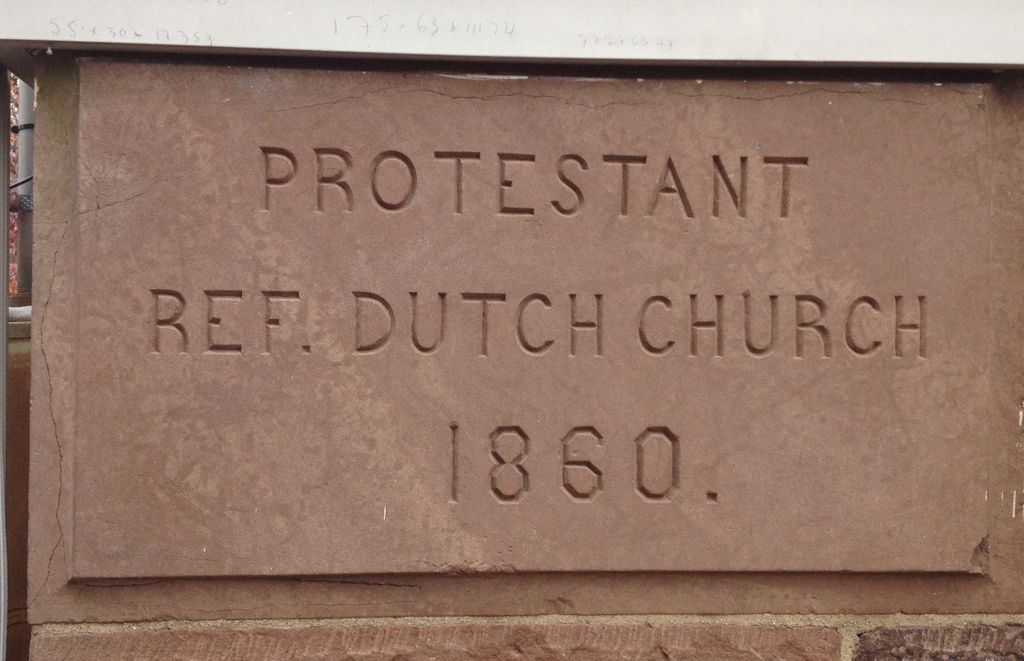 PROTESTANT
REF. DUTCH CHURCH
1860.